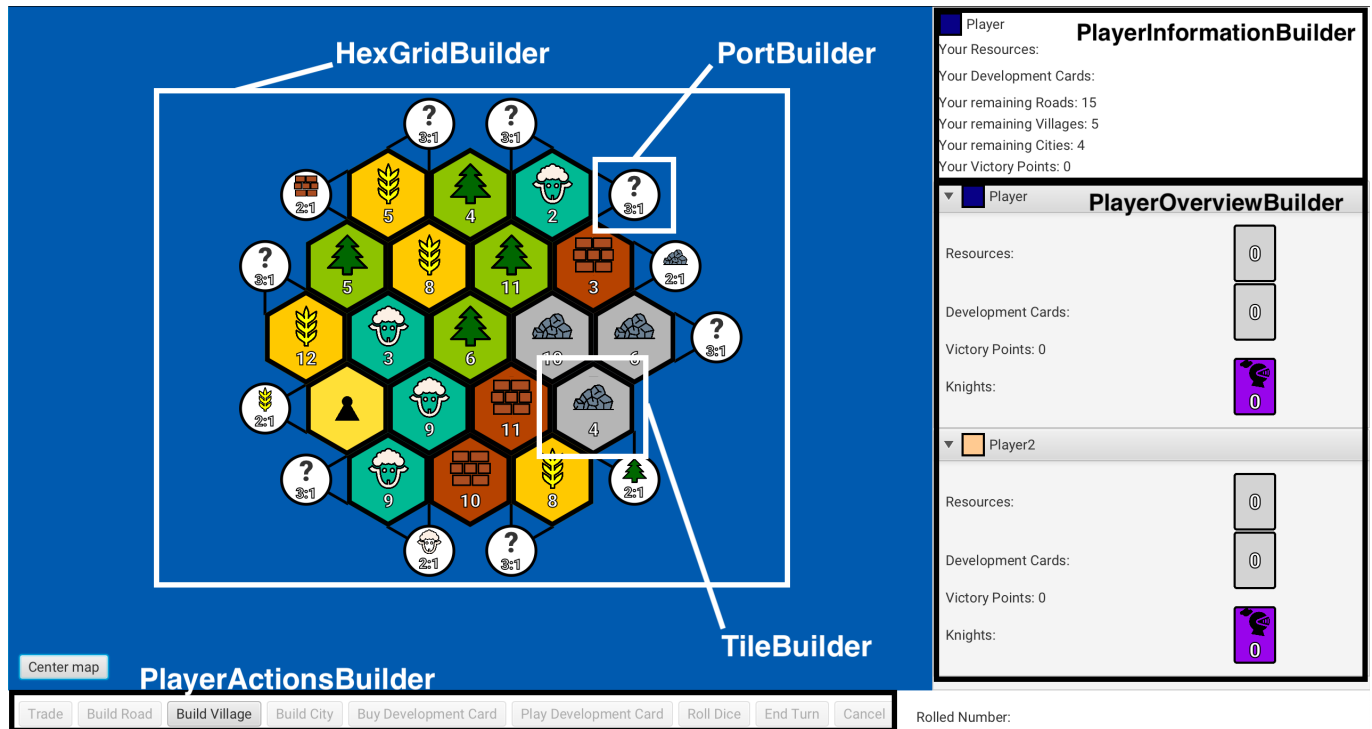 HexGridBuilder
PortBuilder
?
3:1
?
3:1
2:1
5
4
2
?
3:1
?
3:1
5
8
11
3
2:1
12
3
6
10
6
?
3:1
2:1
9
11
4
?
3:1
9
10
8
2:1
2:1
?
3:1
TileBuilder
Center map
PlayerActionsBuilder
Trade
Build Road
Build Village
Build City
Buy Development Card
Play Development Card
Roll Dice
End Turn
Cancel
Rolled Number:
Player
PlayerInformationBuilder
Your Resources:
Your Development Cards:
Your remaining Roads: 15
Your remaining Villages: 5
Your remaining Cities: 4
Your Victory Points: 0
Player
PlayerOverviewBuilder
Resources:
0
Development Cards:
0
Victory Points: 0
Knights:
0
Player2
Resources:
0
Development Cards:
0
Victory Points: 0
Knights:
0